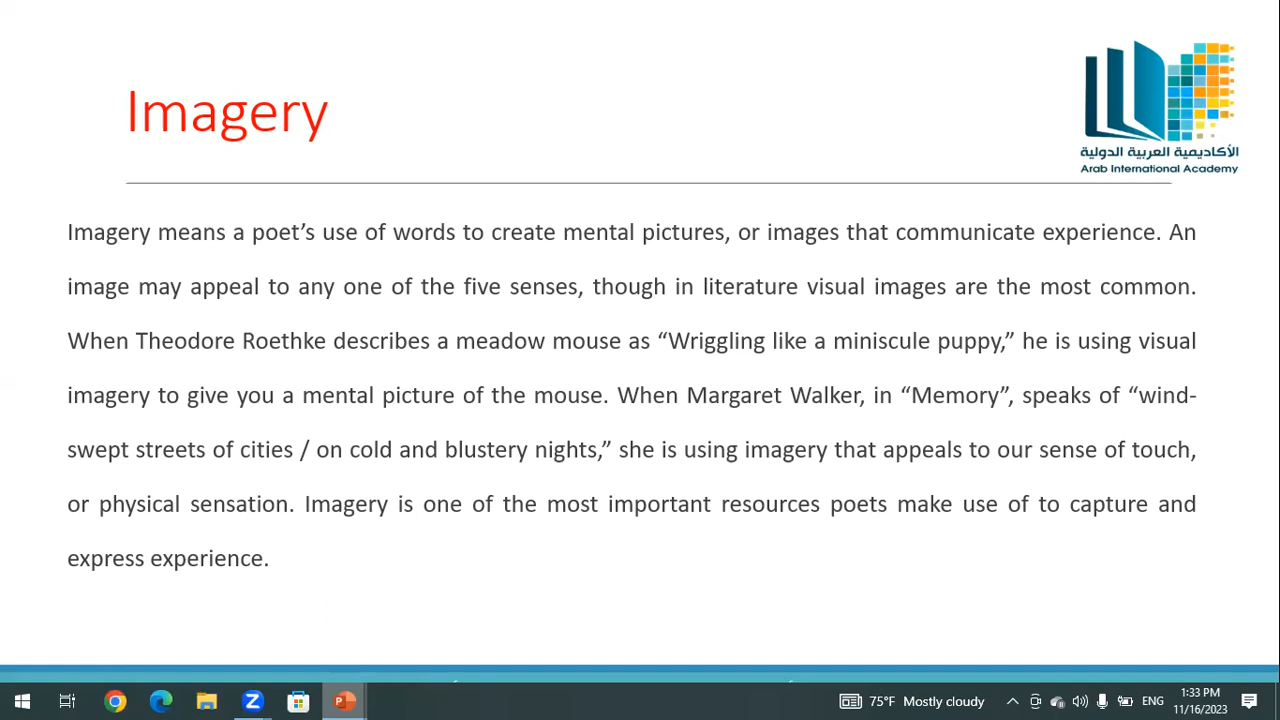 Imagery
الأكاديمية العربية الدولية
Arab International Academy
Imagery means a poet’s use of words to create mental pictures, or images that communicate experience. An
image may appeal to any one of the five senses, though in literature visual images are the most common.
When Theodore Roethke describes a meadow mouse as “Wriggling like a miniscule puppy,” he is using visual
imagery to give you a mental picture of the mouse. When Margaret Walker, in “Memory”, speaks of “wind-
swept streets of cities / on cold and blustery nights,” she is using imagery that appeals to our sense of touch,
or physical sensation. Imagery is one of the most important resources poets make use of to capture and
express experience.
75°F Mostly cloudy
ENG
1:33 PM
11/16/2023